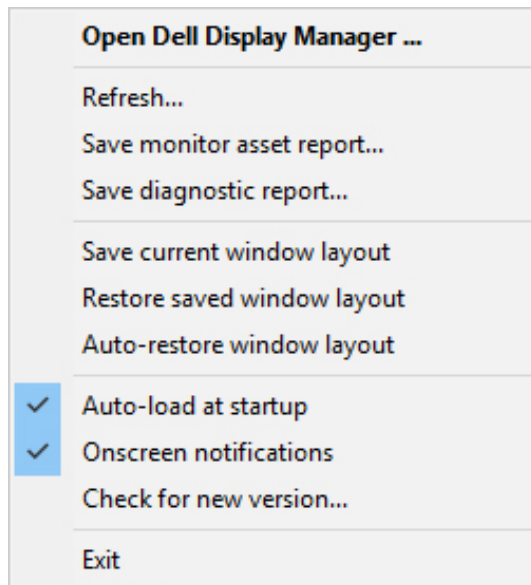 Open Dell Display Manager ...
Refresh...
Save monitor asset report...
Save diagnostic report...
Save current window layout
Restore saved window layout
Auto-restore window layout
Auto-load at startup
Onscreen notifications
Check for new version...
Exit